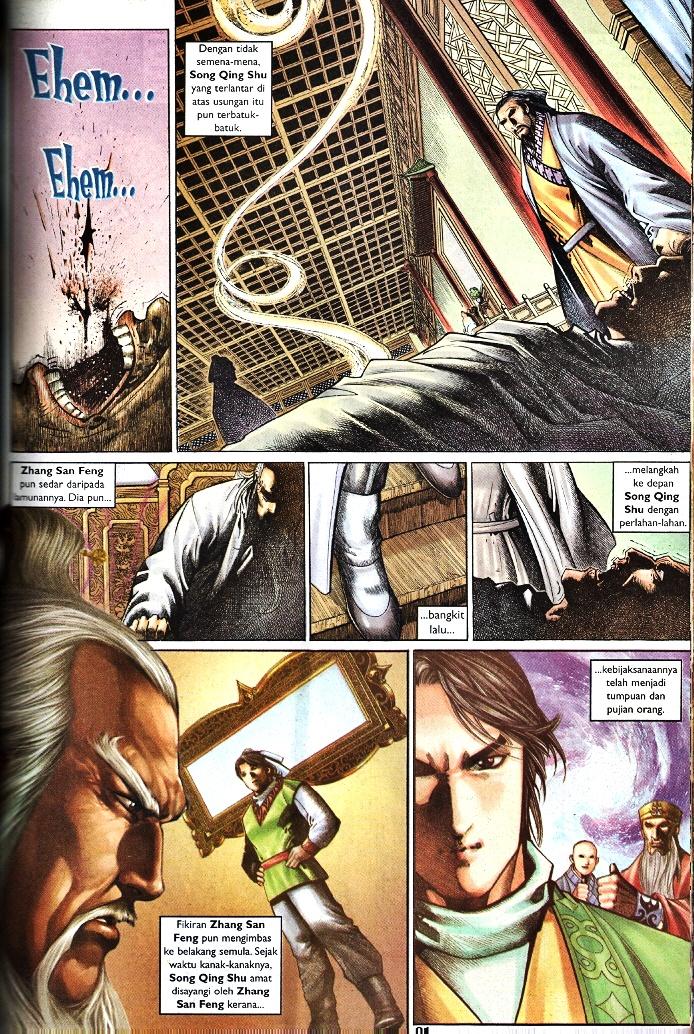 Ehem...
Ehem...
Dengan tidak
semena-mena,
Song Qing Shu
yang terlantar di
atas usungan itu
pun terbatuk-
batuk.
Zhang San Feng
pun sedar daripada
lamunannya. Dia pun...
...bangkit
lalu...
...melangkah
ke depan
Song Qing
Shu dengan
perlahan-lahan.
Fikiran Zhang San
Feng pun mengimbas
ke belakang semula. Sejak
waktu kanak-kanaknya,
Song Qing Shu amat
disayangi oleh Zhang
San Feng kerana...
...kebijaksanaannya
telah menjadi
tumpuan dan
pujian orang.